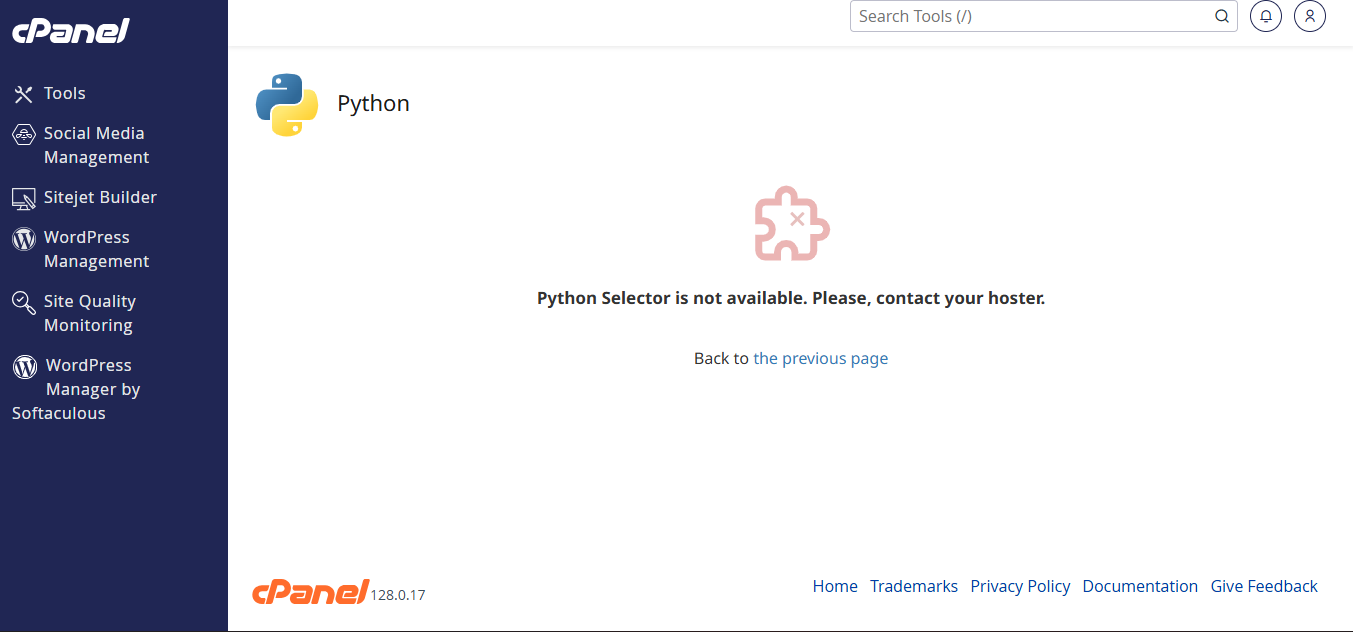 cPanel
Search Tools (/)
Tools
Social Media
Management
Sitejet Builder
WordPress
Management
Site Quality
Monitoring
WordPress
Manager by
Softaculous
Python
Python Selector is not available. Please, contact your hoster.
Back to the previous page
cPanel 128.0.17
Home Trademarks Privacy Policy Documentation Give Feedback